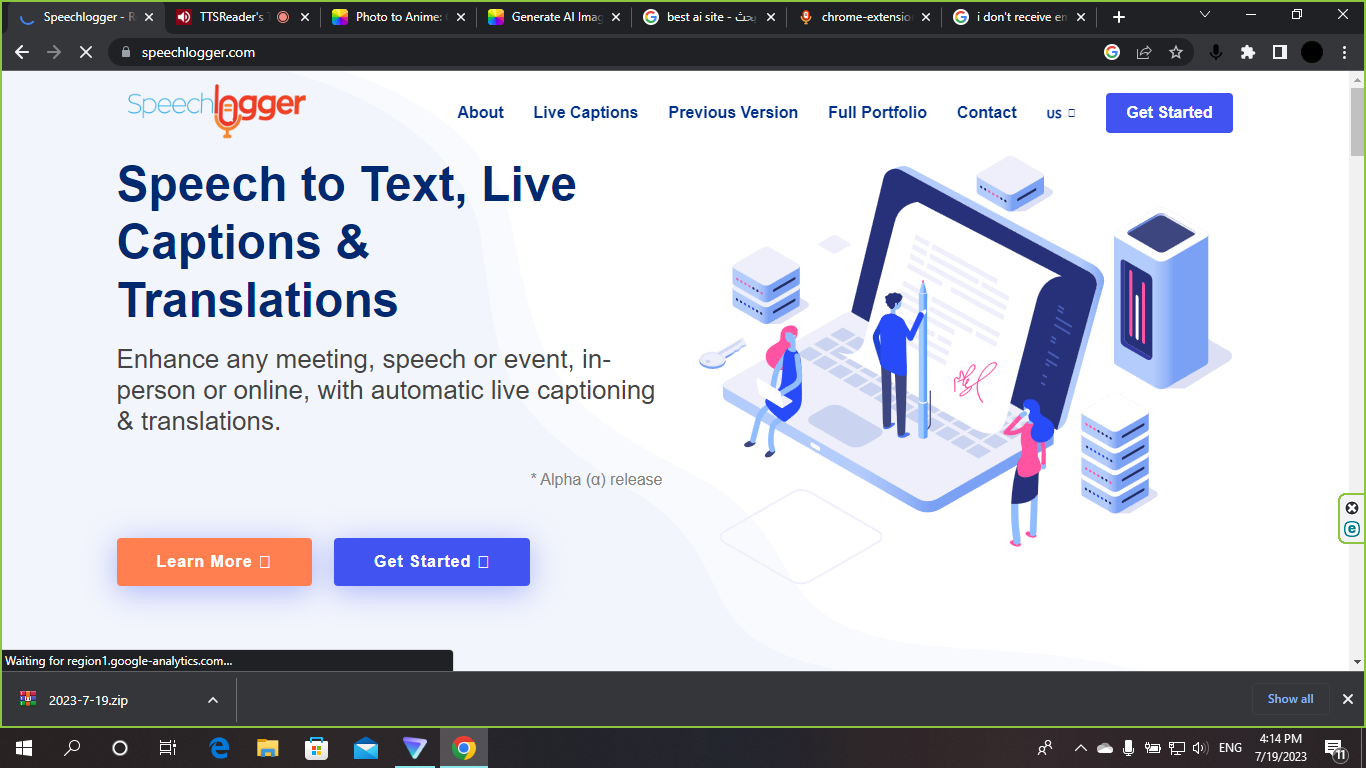 Speechlogger - R
TTSReader's T
Photo to Anime: C
Generate AI Imag
best ai site - بحث
chrome-extension
i don't receive em
speechlogger.com
Speechlogger
About
Live Captions
Previous Version
Full Portfolio
Contact
US
Get Started
Speech to Text, Live
Captions &
Translations
Enhance any meeting, speech or event, in-
person or online, with automatic live captioning
& translations.
* Alpha (α) release
Learn More
Get Started
Waiting for region1.google-analytics.com...
2023-7-19.zip
Show all
ENG
4:14 PM
7/19/2023
11